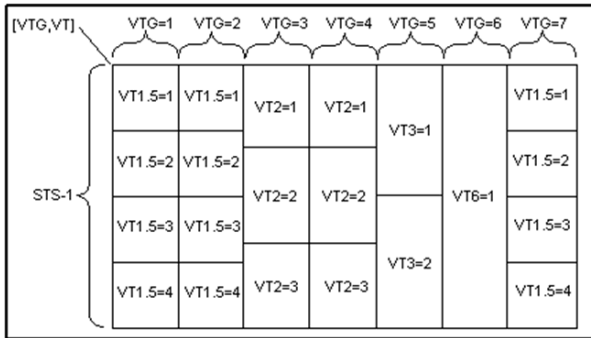 [VTG,VT] VTG=1 VTG=2 VTG=3 VTG=4 VTG=5 VTG=6 VTG=7
VT1.5=1 VT1.5=1 VT2=1 VT2=1 VT3=1 VT1.5=1
VT1.5=2 VT1.5=2 VT1.5=2
STS-1 VT2=2 VT2=2 VT6=1
VT1.5=3 VT1.5=3 VT1.5=3
VT3=2
VT1.5=4 VT1.5=4 VT2=3 VT2=3 VT1.5=4